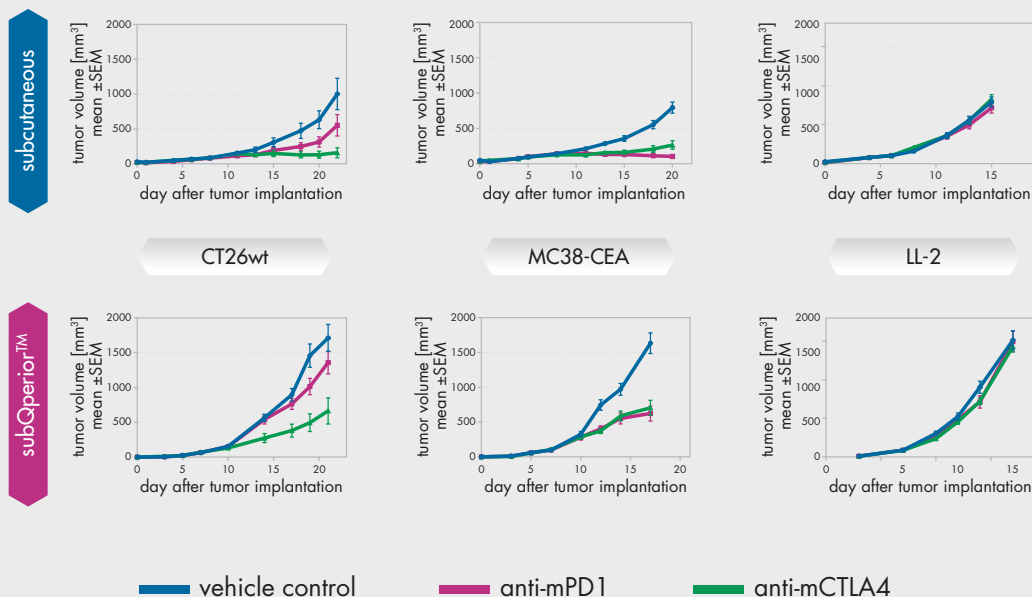 subcutaneous
tumor volume [mm³]
mean ±SEM
2000
1500
1000
500
0
0 5 10 15 20
day after tumor implantation
tumor volume [mm³]
mean ±SEM
2000
1500
1000
500
0
0 5 10 15 20
day after tumor implantation
tumor volume [mm³]
mean ±SEM
2000
1500
1000
500
0
0 5 10 15
day after tumor implantation
CT26wt
MC38-CEA
LL-2
subQperior™
tumor volume [mm³]
mean ±SEM
2000
1500
1000
500
0
0 5 10 15 20
day after tumor implantation
tumor volume [mm³]
mean ±SEM
2000
1500
1000
500
0
0 5 10 15 20
day after tumor implantation
tumor volume [mm³]
mean ±SEM
2000
1500
1000
500
0
0 5 10 15
day after tumor implantation
vehicle control
anti-mPD1
anti-mCTLA4